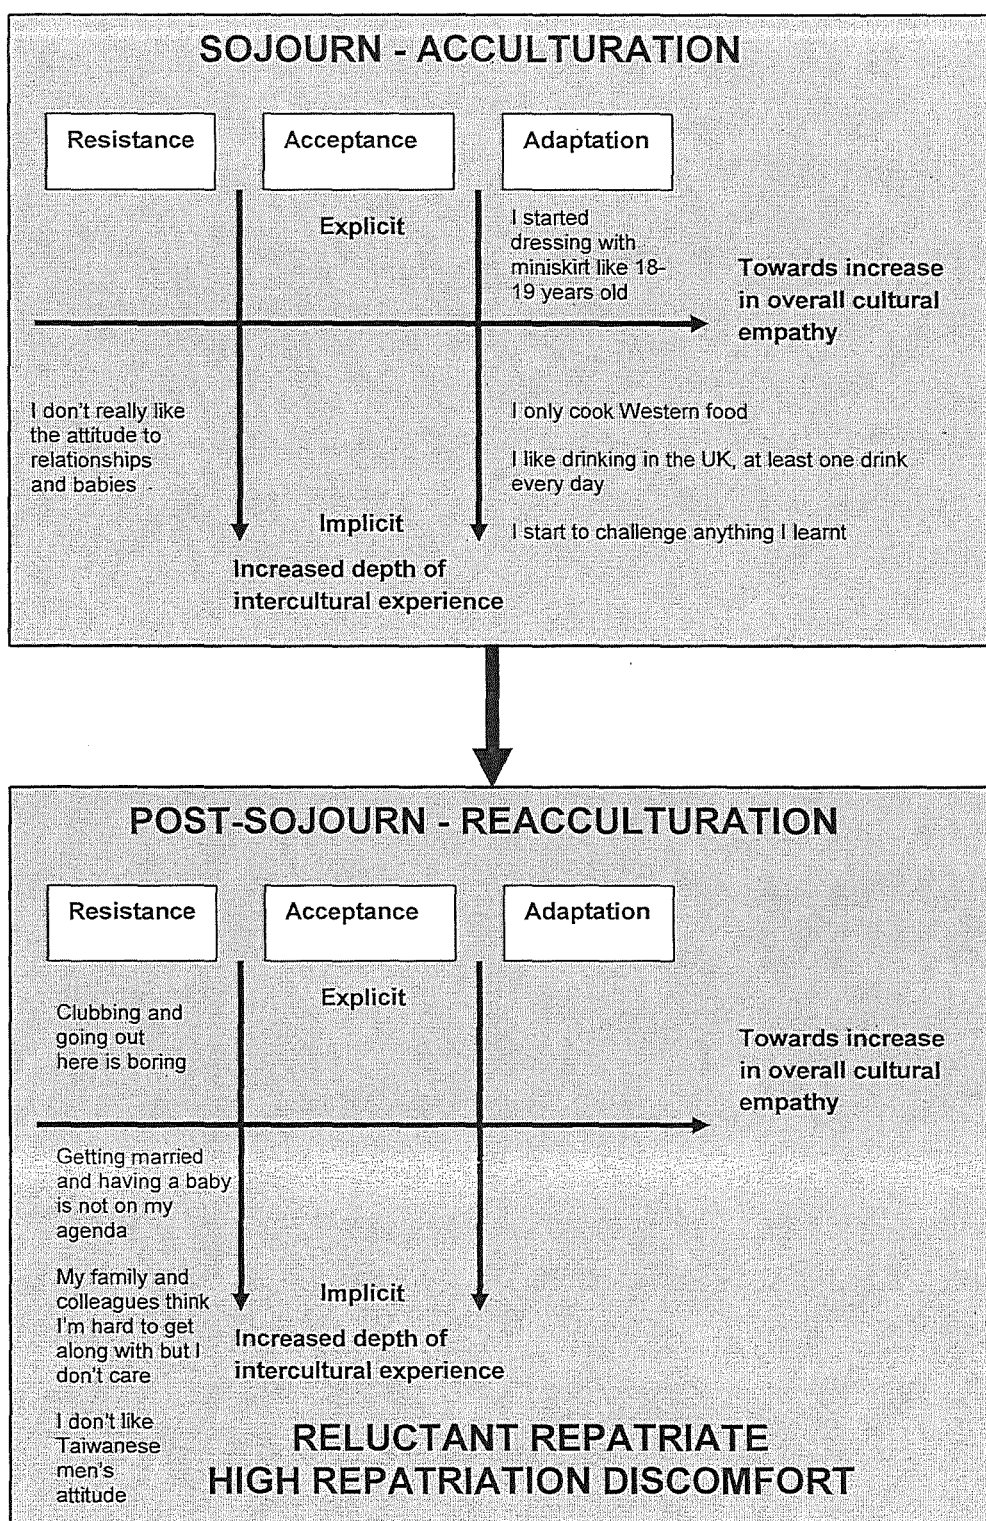 SOJOURN - ACCULTURATION
Resistance
Acceptance
Adaptation
Explicit
I started
dressing with
miniskirt like 18-
19 years old
Towards increase
in overall cultural
empathy
I don't really like
the attitude to
relationships
and babies
I only cook Western food
I like drinking in the UK, at least one drink
every day
I start to challenge anything I learnt
Implicit
Increased depth of
intercultural experience
POST-SOJOURN - REACCULTURATION
Resistance
Acceptance
Adaptation
Explicit
Clubbing and
going out
here is boring
Towards increase
in overall cultural
empathy
Getting married
and having a baby
is not on my
agenda
My family and
colleagues think
I'm hard to get
along with but I
don't care
I don't like
Taiwanese
men's
attitude
Implicit
Increased depth of
intercultural experience
RELUCTANT REPATRIATE
HIGH REPATRIATION DISCOMFORT